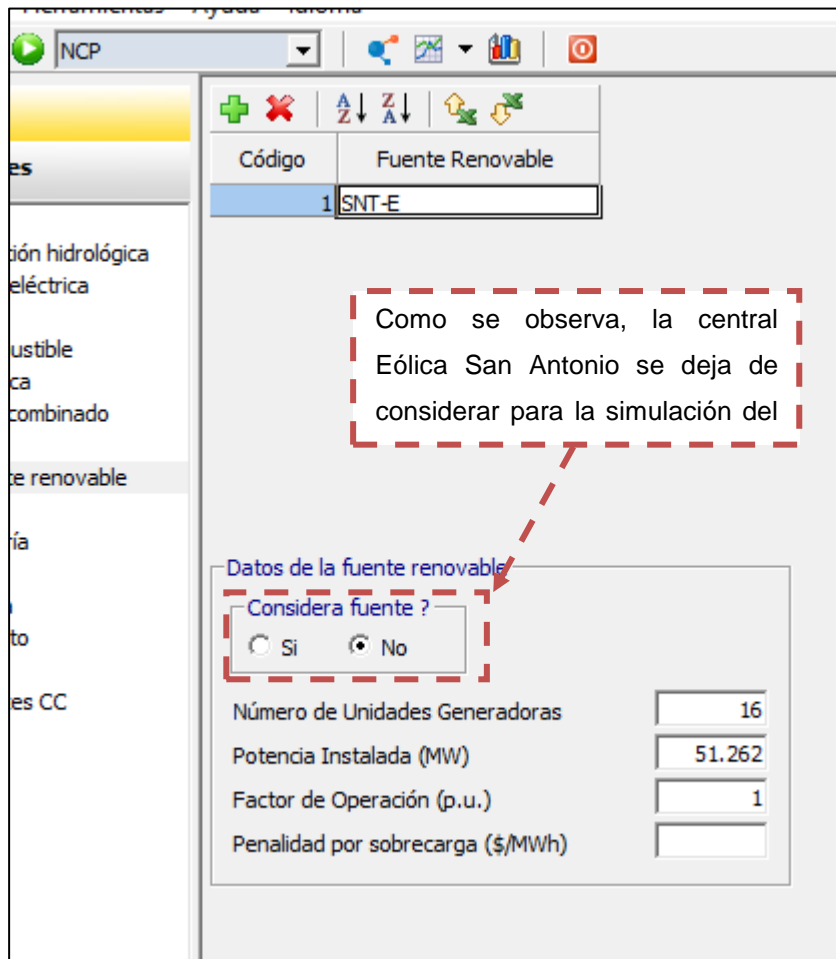 NCP
Código
Fuente Renovable
1
SNT-E
es
ión hidrológica
eléctrica
ustible
ca
combinado
te renovable
ría
to
es CC
Como se observa, la central
Eólica San Antonio se deja de
considerar para la simulación del
Datos de la fuente renovable
Considera fuente ?
Si
No
Número de Unidades Generadoras
16
Potencia Instalada (MW)
51.262
Factor de Operación (p.u.)
1
Penalidad por sobrecarga ($/MWh)